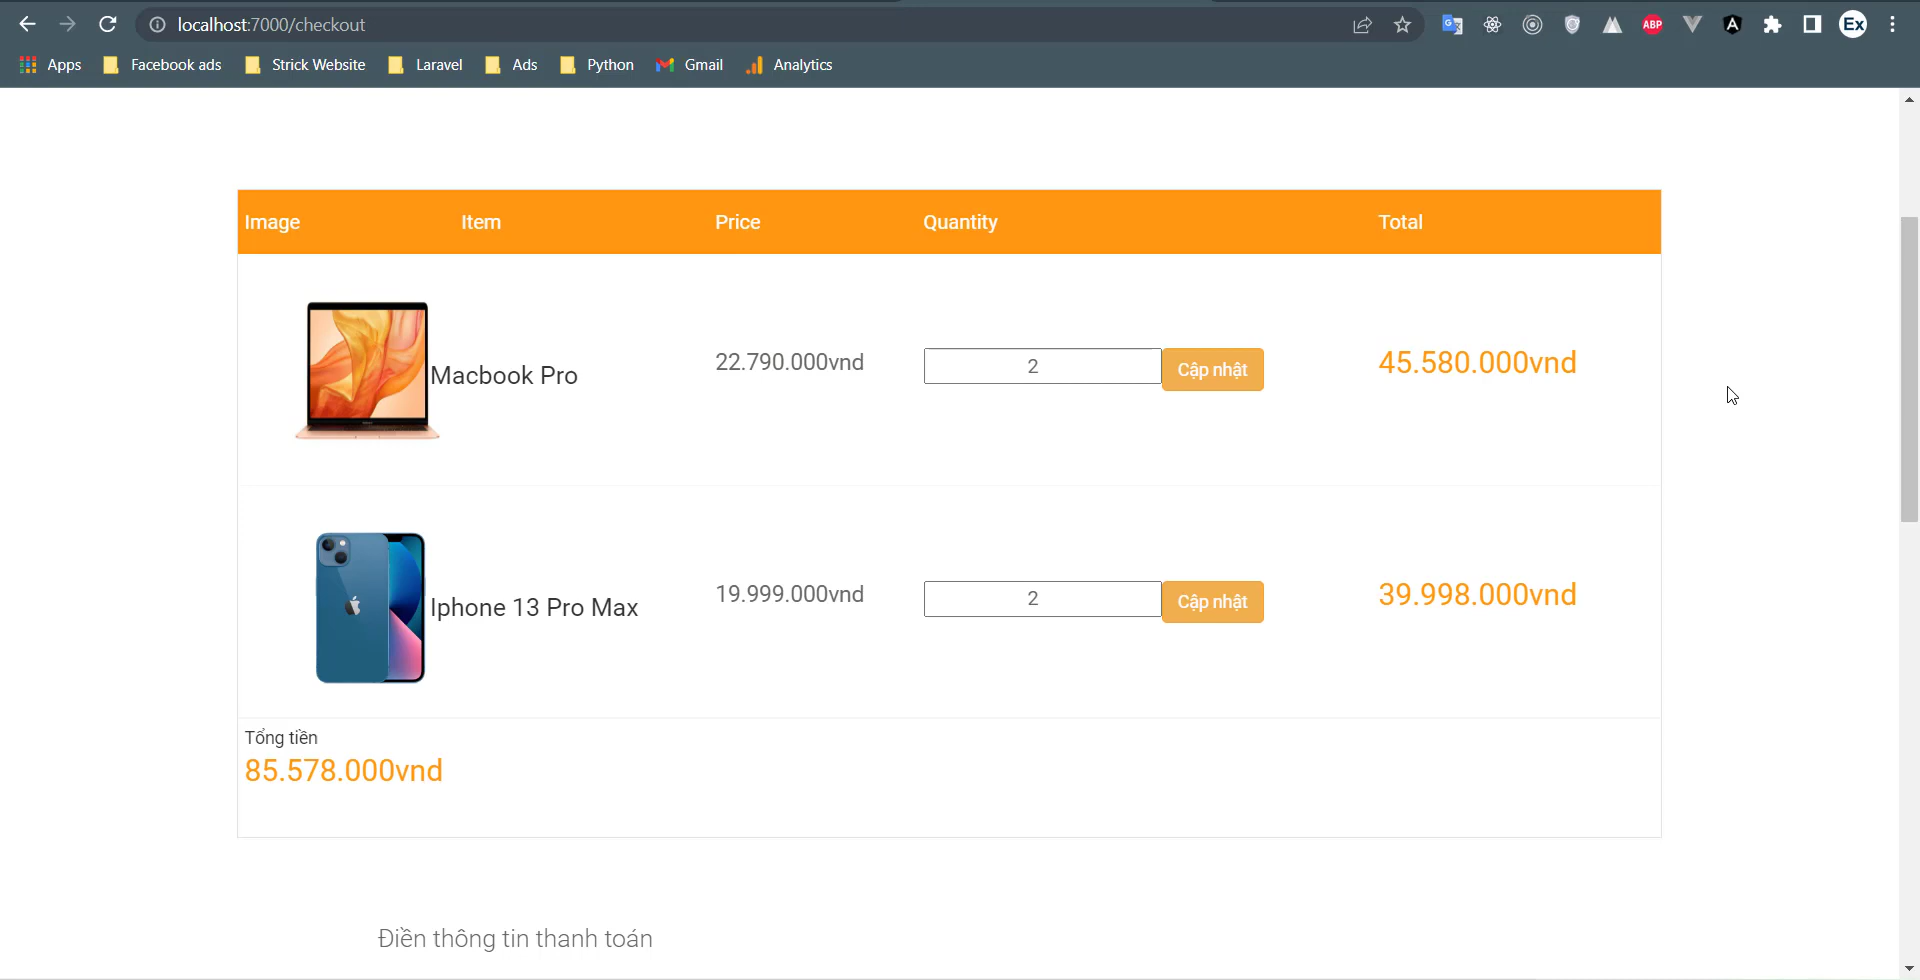 localhost:7000/checkout
ABP
Ex
Apps Facebook ads Strick Website Laravel Ads Python Gmail Analytics
Image Item Price Quantity Total
Macbook Pro 22.790.000vnd 2 Cập nhật 45.580.000vnd
Iphone 13 Pro Max 19.999.000vnd 2 Cập nhật 39.998.000vnd
Tổng tiền
85.578.000vnd
Điền thông tin thanh toán